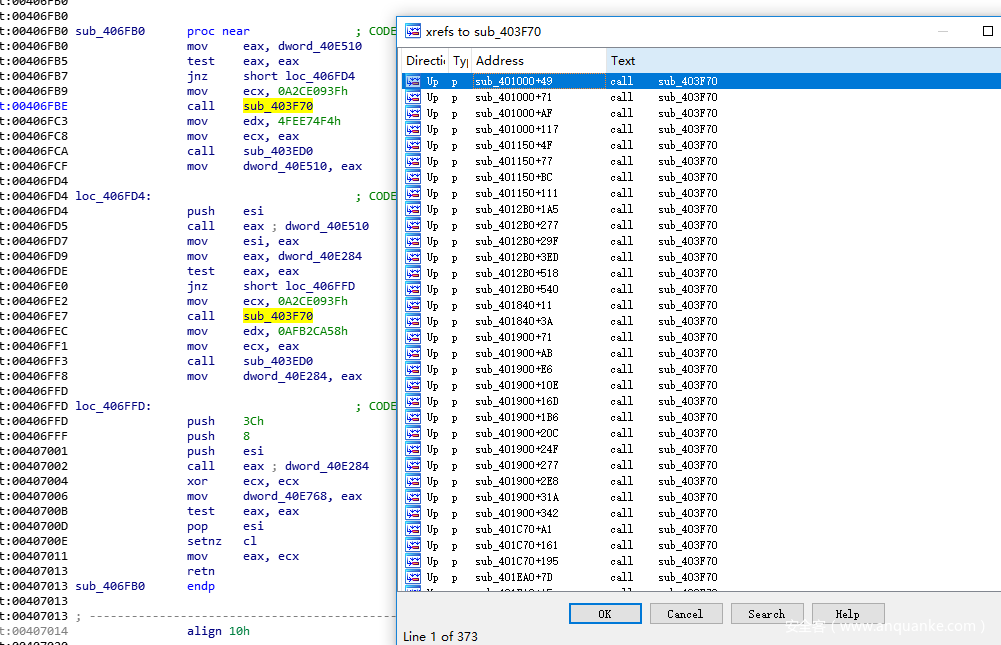 t:00406FB0
t:00406FB0
t:00406FB0 sub_406FB0 proc near ; CODE
t:00406FB0 mov eax, dword_40E510
t:00406FB5 test eax, eax
t:00406FB7 jnz short loc_406FD4
t:00406FB9 mov ecx, 0A2CE093Fh
t:00406FBE call sub_403F70
t:00406FC3 mov edx, 4FEE74F4h
t:00406FC8 mov ecx, eax
t:00406FCA call sub_403ED0
t:00406FCF mov dword_40E510, eax
t:00406FD4
t:00406FD4 loc_406FD4: ; CODE
t:00406FD4 push esi
t:00406FD5 call eax ; dword_40E510
t:00406FD7 mov esi, eax
t:00406FD9 mov eax, dword_40E284
t:00406FDE test eax, eax
t:00406FE0 jnz short loc_406FFD
t:00406FE2 mov ecx, 0A2CE093Fh
t:00406FE7 call sub_403F70
t:00406FEC mov edx, 0AFB2CA58h
t:00406FF1 mov ecx, eax
t:00406FF3 call sub_403ED0
t:00406FF8 mov dword_40E284, eax
t:00406FFD
t:00406FFD loc_406FFD: ; CODE
t:00406FFD push 3Ch
t:00406FFF push 8
t:00407001 push esi
t:00407002 call eax ; dword_40E284
t:00407004 xor ecx, ecx
t:00407006 mov dword_40E768, eax
t:0040700B test eax, eax
t:0040700D pop esi
t:0040700E setnz cl
t:00407011 mov eax, ecx
t:00407013 retn
t:00407013 sub_406FB0 endp
t:00407013
t:00407013 ; ---
t:00407014 align 10h
xrefs to sub_403F70
Directi Typ Address Text
Up p sub_401000+49 call sub_403F70
Up p sub_401000+71 call sub_403F70
Up p sub_401000+AF call sub_403F70
Up p sub_401000+117 call sub_403F70
Up p sub_401150+4F call sub_403F70
Up p sub_401150+77 call sub_403F70
Up p sub_401150+BC call sub_403F70
Up p sub_401150+111 call sub_403F70
Up p sub_4012B0+1A5 call sub_403F70
Up p sub_4012B0+277 call sub_403F70
Up p sub_4012B0+29F call sub_403F70
Up p sub_4012B0+3ED call sub_403F70
Up p sub_4012B0+518 call sub_403F70
Up p sub_4012B0+540 call sub_403F70
Up p sub_401840+11 call sub_403F70
Up p sub_401840+3A call sub_403F70
Up p sub_401900+71 call sub_403F70
Up p sub_401900+AB call sub_403F70
Up p sub_401900+E6 call sub_403F70
Up p sub_401900+10E call sub_403F70
Up p sub_401900+16D call sub_403F70
Up p sub_401900+1B6 call sub_403F70
Up p sub_401900+20C call sub_403F70
Up p sub_401900+24F call sub_403F70
Up p sub_401900+277 call sub_403F70
Up p sub_401900+2E8 call sub_403F70
Up p sub_401900+31A call sub_403F70
Up p sub_401900+342 call sub_403F70
Up p sub_401C70+A1 call sub_403F70
Up p sub_401C70+161 call sub_403F70
Up p sub_401C70+195 call sub_403F70
Up p sub_401EA0+7D call sub_403F70
OK Cancel Search Help
Line 1 of 373
安全客 ( www.anquanke.com )